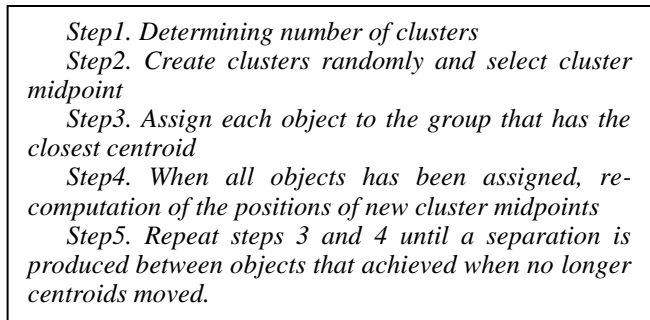 Step1. Determining number of clusters
Step2. Create clusters randomly and select cluster
midpoint
Step3. Assign each object to the group that has the
closest centroid
Step4. When all objects has been assigned, re-
computation of the positions of new cluster midpoints
Step5. Repeat steps 3 and 4 until a separation is
produced between objects that achieved when no longer
centroids moved.